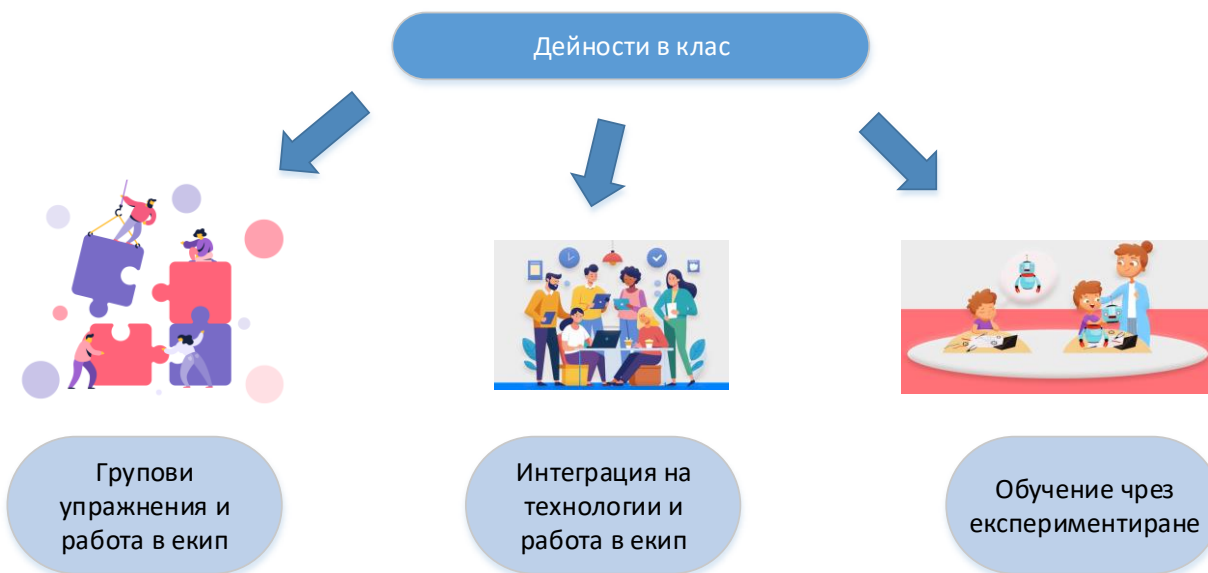 Дейности в клас
Групови
упражнения и
работа в екип
Интеграция на
технологии и
работа в екип
Обучение чрез
експериментиране